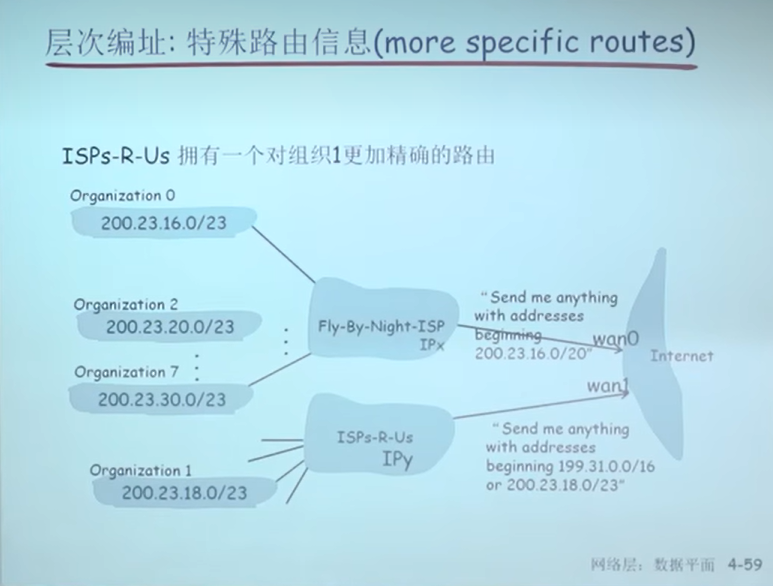 层次编址: 特殊路由信息(more specific routes)
ISPs-R-Us 拥有一个对组织1更加精确的路由
Organization 0
200.23.16.0/23
Organization 2
200.23.20.0/23
Organization 7
200.23.30.0/23
Organization 1
200.23.18.0/23
Fly-By-Night-ISP
IPx
ISPs-R-Us
IPy
“Send me anything
with addresses
beginning
200.23.16.0/20”
wan0
Internet
wan1
“Send me anything
with addresses
beginning 199.31.0.0/16
or 200.23.18.0/23”
网络层: 数据平面 4-59